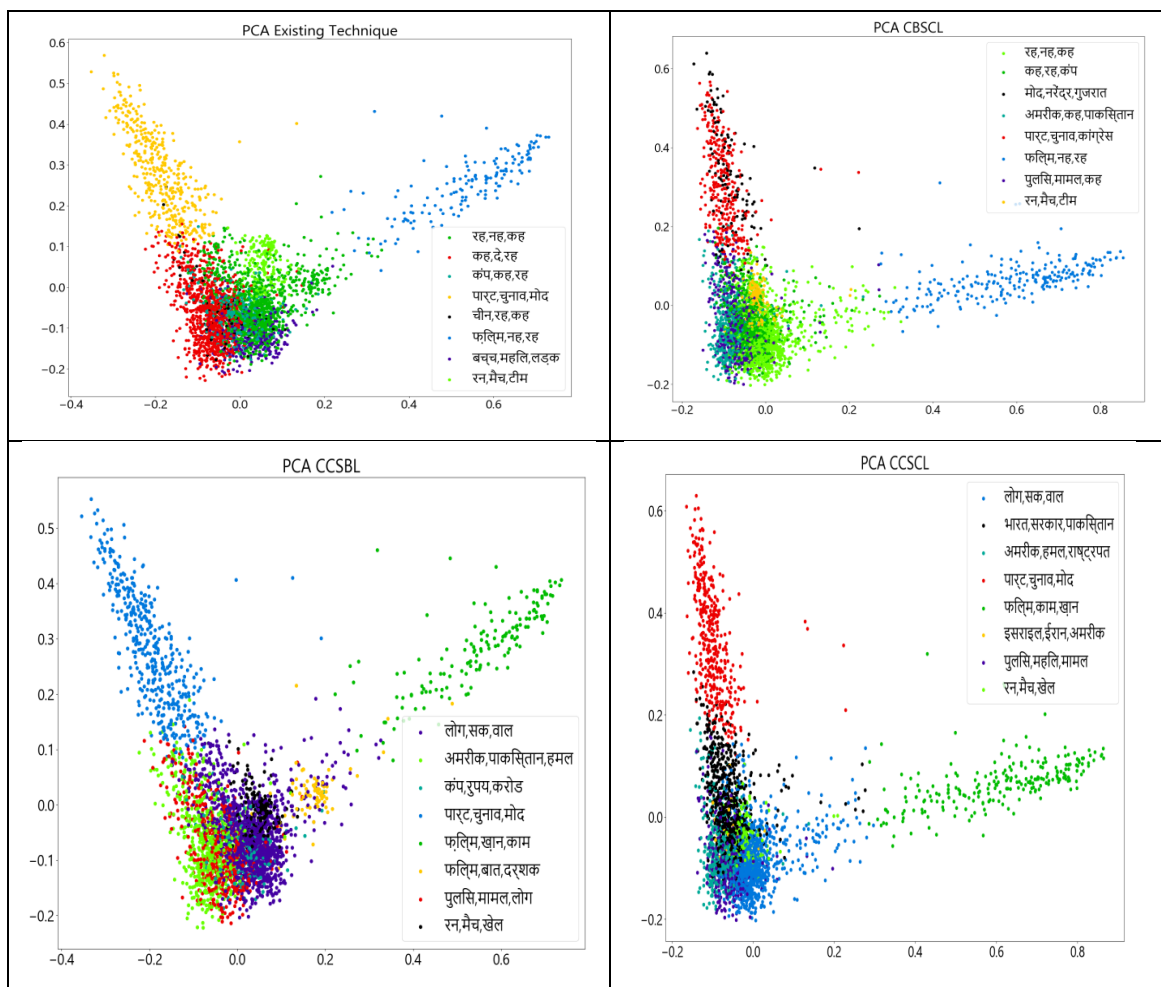 PCA Existing Technique
0.6
0.5
0.4
0.3
0.2
0.1
0.0
−0.1
−0.2
−0.4
−0.2
0.0
0.2
0.4
0.6
रह,नह,कह
कह,दे,रह
कंप,कह,रह
पार्ट,चुनाव,मोद
चीन,रह,कह
फलि्म,नह,रह
बच्च,महलि,लड़क
रन,मैच,टीम
PCA CBSCL
0.6
0.4
0.2
0.0
−0.2
−0.2
0.0
0.2
0.4
0.6
0.8
रह,नह,कह
कह,रह,कंप
मोद,नरेंद्र,गुजरात
अमरीक,कह,पाकसि्तान
पार्ट,चुनाव,कांग्रेस
फलि्म,नह,रह
पुलसि,मामल,कह
रन,मैच,टीम
PCA CCSBL
0.5
0.4
0.3
0.2
0.1
0.0
−0.1
−0.2
−0.4
−0.2
0.0
0.2
0.4
0.6
लोग,सक,वाल
अमरीक,पाकसि्तान,हमल
कंप,रुपय,करोड
पार्ट,चुनाव,मोद
फलि्म,ख़ान,काम
फलि्म,बात,दर्शक
पुलसि,मामल,लोग
रन,मैच,खेल
PCA CCSCL
0.6
0.4
0.2
0.0
−0.2
−0.2
0.0
0.2
0.4
0.6
0.8
लोग,सक,वाल
भारत,सरकार,पाकसि्तान
अमरीक,हमल,राष्ट्रपत
पार्ट,चुनाव,मोद
फलि्म,काम,ख़ान
इसराइल,ईरान,अमरीक
पुलसि,महलि,मामल
रन,मैच,खेल